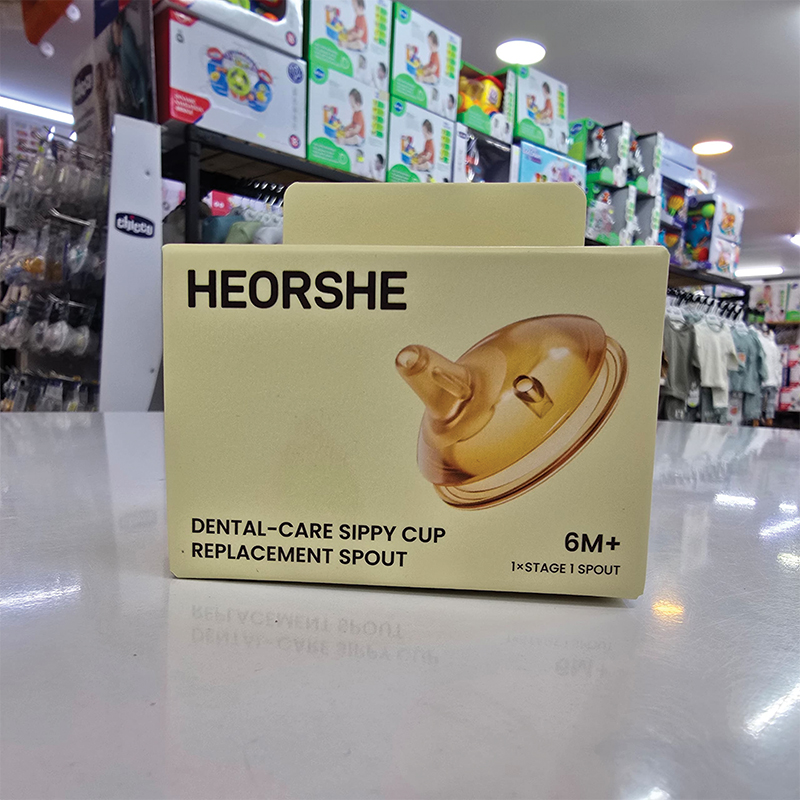 chicco
HEORSHE
DENTAL-CARE SIPPY CUP
REPLACEMENT SPOUT
6M+
1×STAGE 1 SPOUT